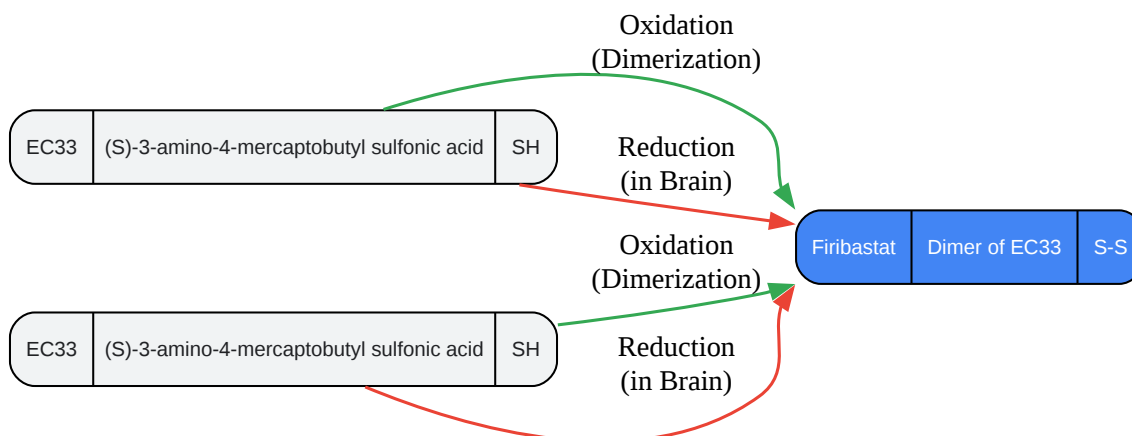 Oxidation
(Dimerization)
EC33 (S)-3-amino-4-mercaptobutyl sulfonic acid SH
Reduction
(in Brain)
Firibastat Dimer of EC33 S-S
Oxidation
(Dimerization)
EC33 (S)-3-amino-4-mercaptobutyl sulfonic acid SH
Reduction
(in Brain)